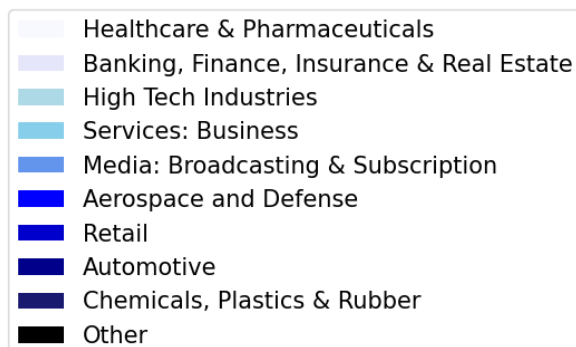 Healthcare & Pharmaceuticals
Banking, Finance, Insurance & Real Estate
High Tech Industries
Services: Business
Media: Broadcasting & Subscription
Aerospace and Defense
Retail
Automotive
Chemicals, Plastics & Rubber
Other